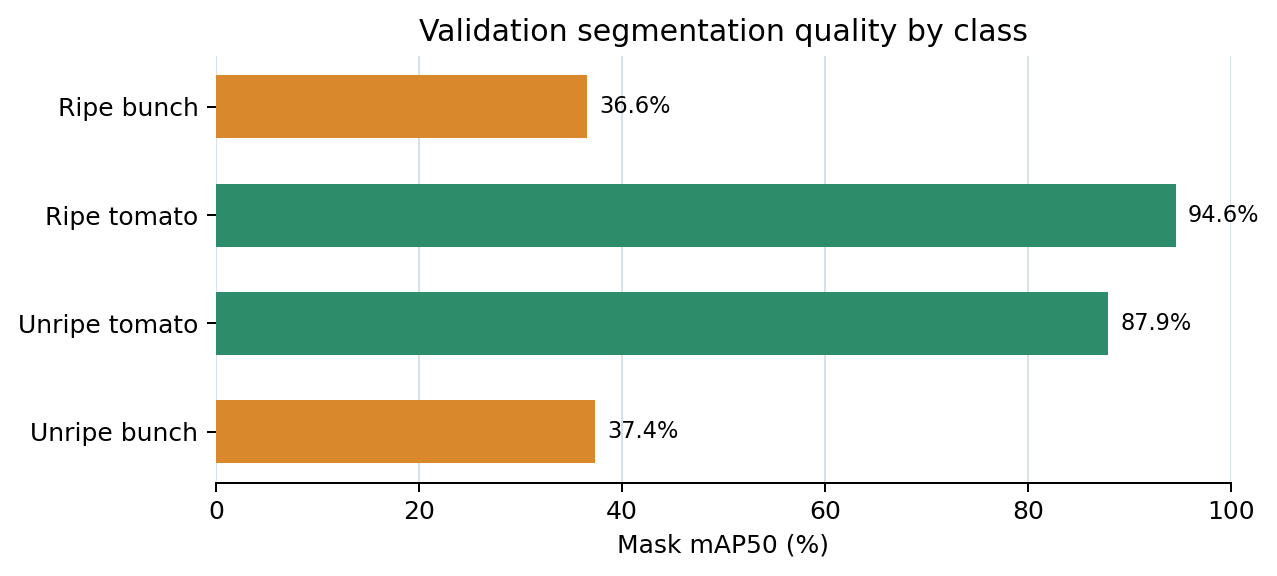 Validation segmentation quality by class
Ripe bunch
36.6%
Ripe tomato
94.6%
Unripe tomato
87.9%
Unripe bunch
37.4%
0 20 40 60 80 100
Mask mAP50 (%)